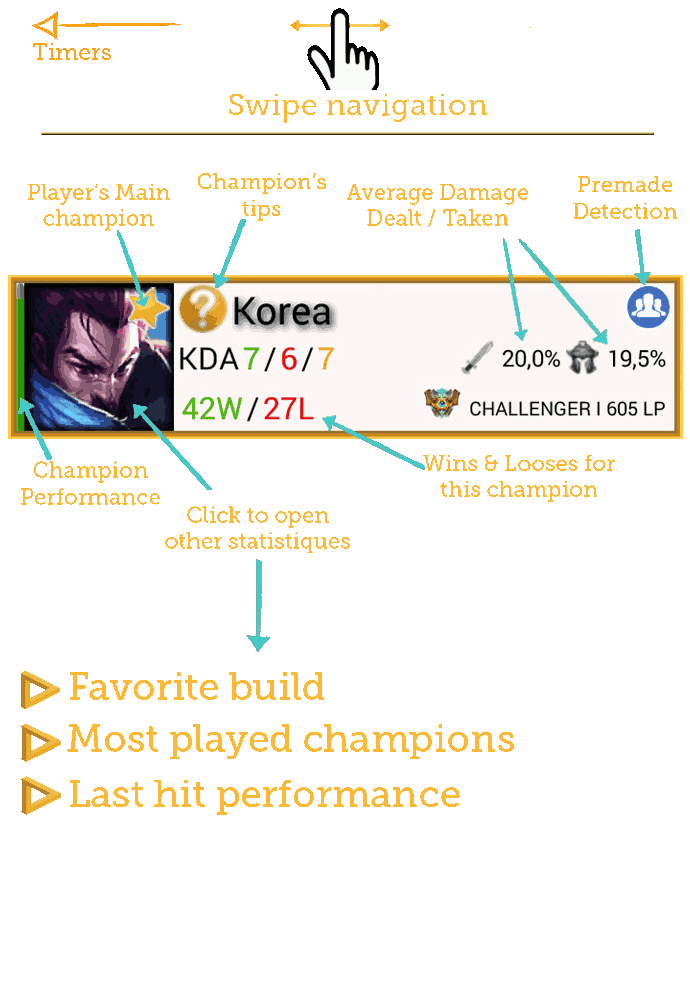 Timers
Swipe navigation
Player's Main
champion
Champion's
tips
Average Damage
Dealt / Taken
Premade
Detection
?
Korea
KDA 7/6/7
20,0% 19,5%
42W/27L
CHALLENGER I 605 LP
Champion
Performance
Wins & Looses for
this champion
Click to open
other statistiques
Favorite build
Most played champions
Last hit performance